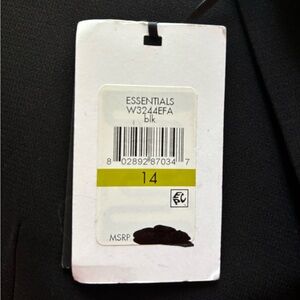 ESSENTIALS
W3244EFA
blk
8 02892 87034 7
14
MSRP